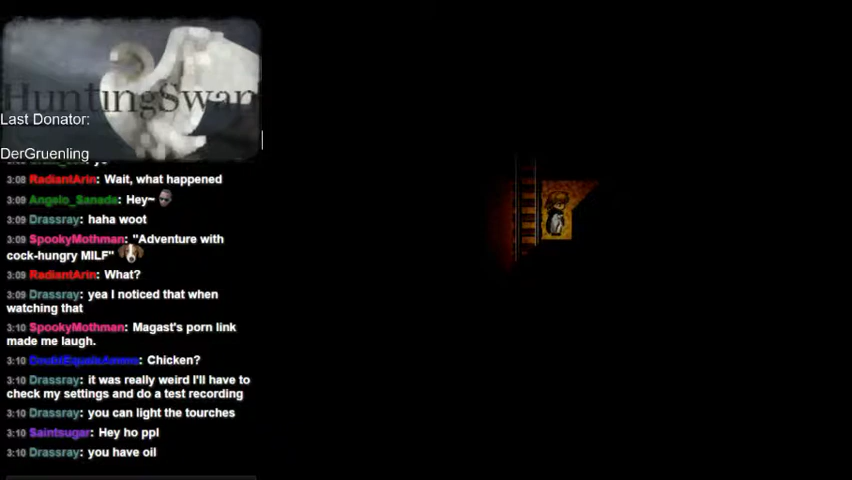 HuntingSwan
Last Donator:
DerGruenling
3:08 RadiantArin: Wait, what happened
3:09 Angelo_Sanada: Hey~
3:09 Drassray: haha woot
3:09 SpookyMothman: "Adventure with
cock-hungry MILF"
3:09 RadiantArin: What?
3:09 Drassray: yea I noticed that when
watching that
3:10 SpookyMothman: Magast's porn link
made me laugh.
3:10 Chicken?
3:10 Drassray: it was really weird I'll have to
check my settings and do a test recording
3:10 Drassray: you can light the tourches
3:10 Saintsugar: Hey ho ppl
3:10 Drassray: you have oil